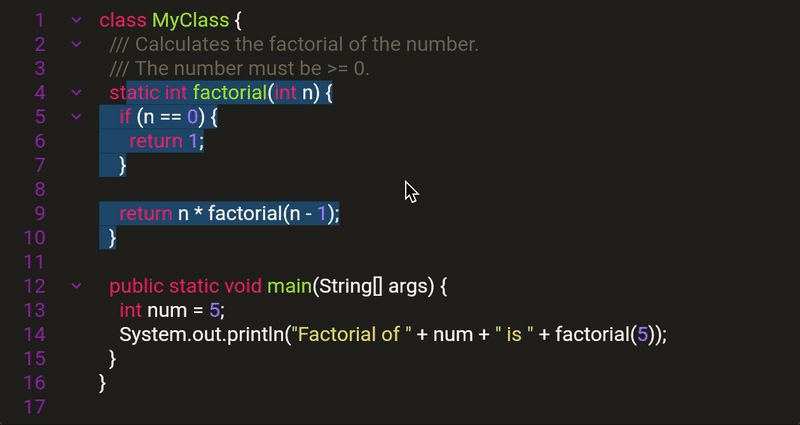 1 class MyClass {
2 /// Calculates the factorial of the number.
3 /// The number must be >= 0.
4 static int factorial(int n) {
5 if (n == 0) {
6 return 1;
7 }
8
9 return n * factorial(n - 1);
10 }
11
12 public static void main(String[] args) {
13 int num = 5;
14 System.out.println("Factorial of " + num + " is " + factorial(5));
15 }
16 }
17